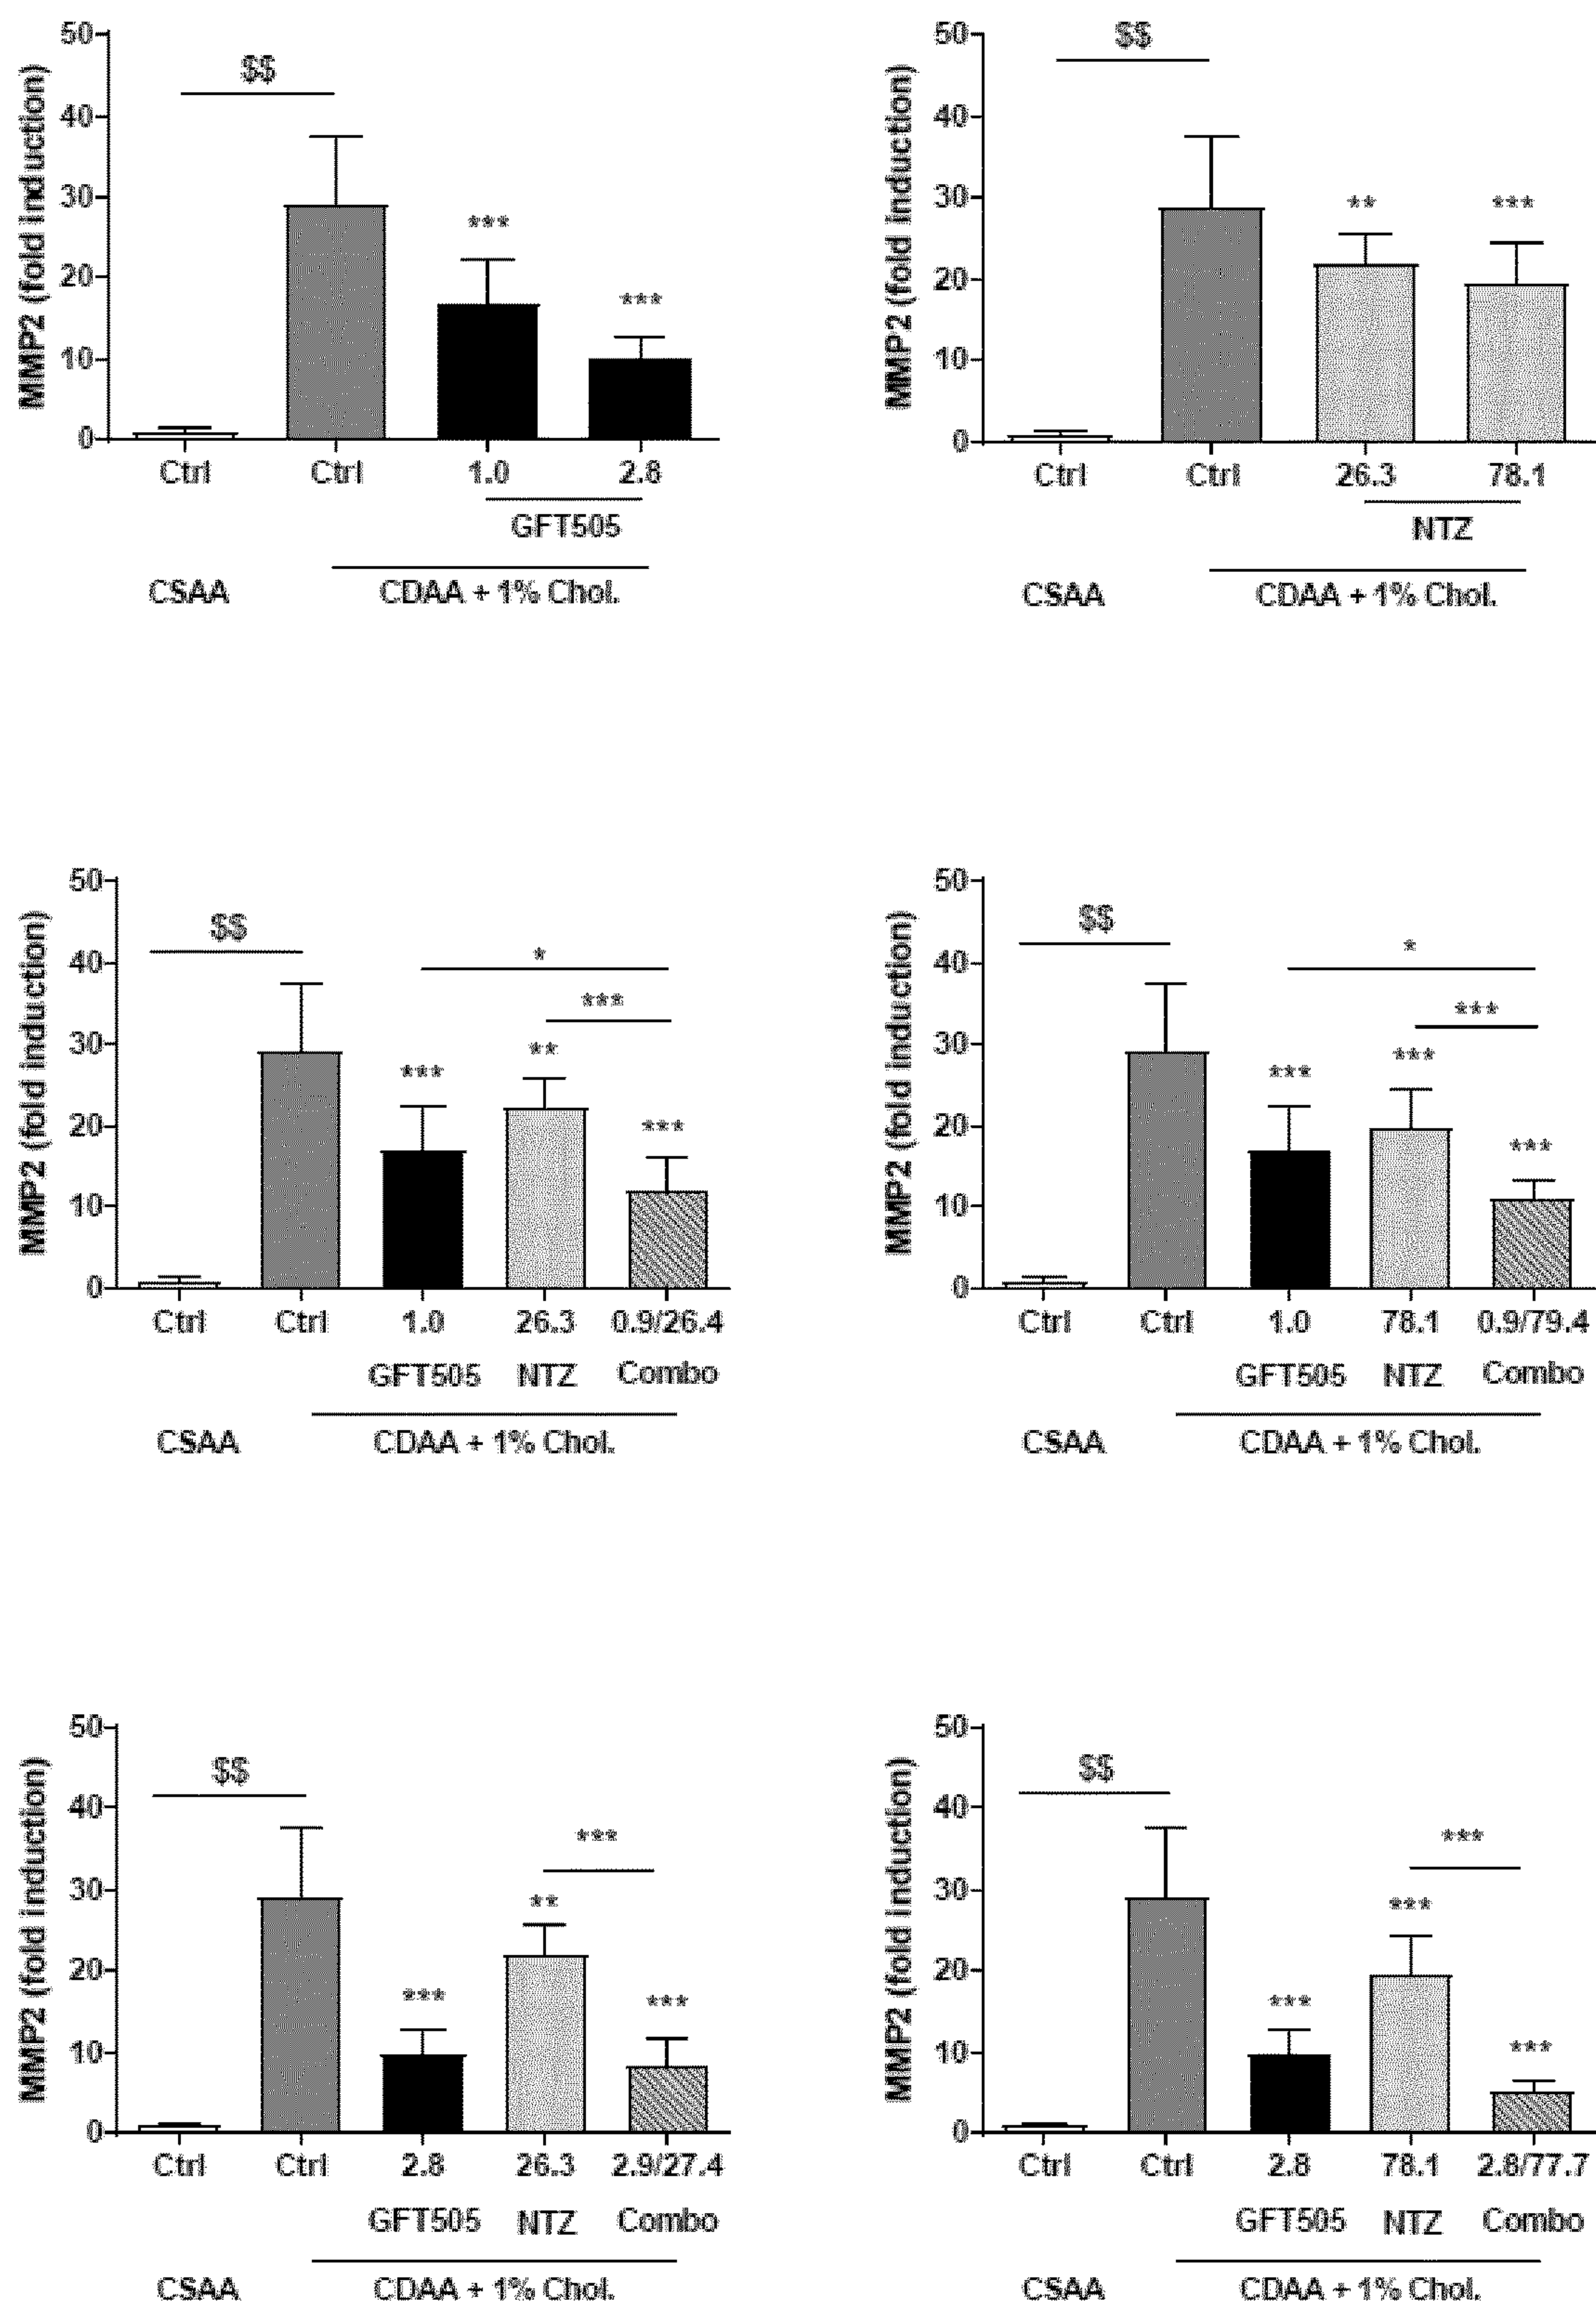 MMP2 (fold induction)
50
40
30
20
10
0
$$
***
***
Ctrl Ctrl 1.0 2.8
GFT505
CSAA CDAA + 1% Chol.
MMP2 (fold induction)
50
40
30
20
10
0
$$
** ***
Ctrl Ctrl 26.3 78.1
NTZ
CSAA CDAA + 1% Chol.
MMP2 (fold induction)
50
40
30
20
10
0
$$
*
***
***
**
***
Ctrl Ctrl 1.0 26.3 0.9/26.4
GFT505 NTZ Combo
CSAA CDAA + 1% Chol.
MMP2 (fold induction)
50
40
30
20
10
0
$$
*
***
***
***
***
Ctrl Ctrl 1.0 78.1 0.9/79.4
GFT505 NTZ Combo
CSAA CDAA + 1% Chol.
MMP2 (fold induction)
50
40
30
20
10
0
$$
***
***
**
***
Ctrl Ctrl 2.8 26.3 2.9/27.4
GFT505 NTZ Combo
CSAA CDAA + 1% Chol.
MMP2 (fold induction)
50
40
30
20
10
0
$$
***
***
***
***
Ctrl Ctrl 2.8 78.1 2.8/77.7
GFT505 NTZ Combo
CSAA CDAA + 1% Chol.